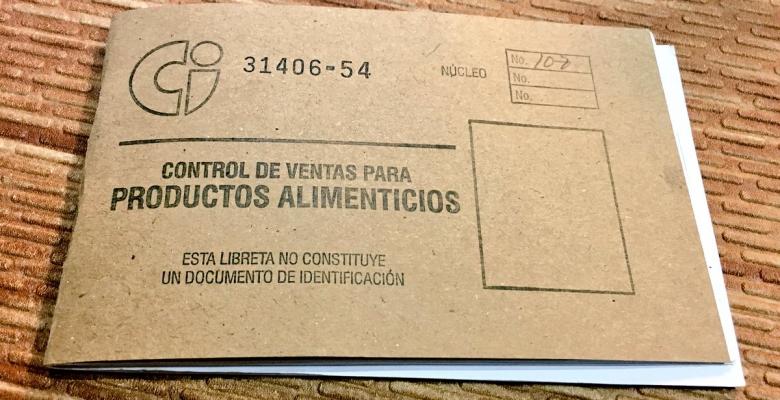 Ci
31406-54
NÚCLEO
No. 107
No.
No.
CONTROL DE VENTAS PARA
PRODUCTOS ALIMENTICIOS
ESTA LIBRETA NO CONSTITUYE
UN DOCUMENTO DE IDENTIFICACIÓN